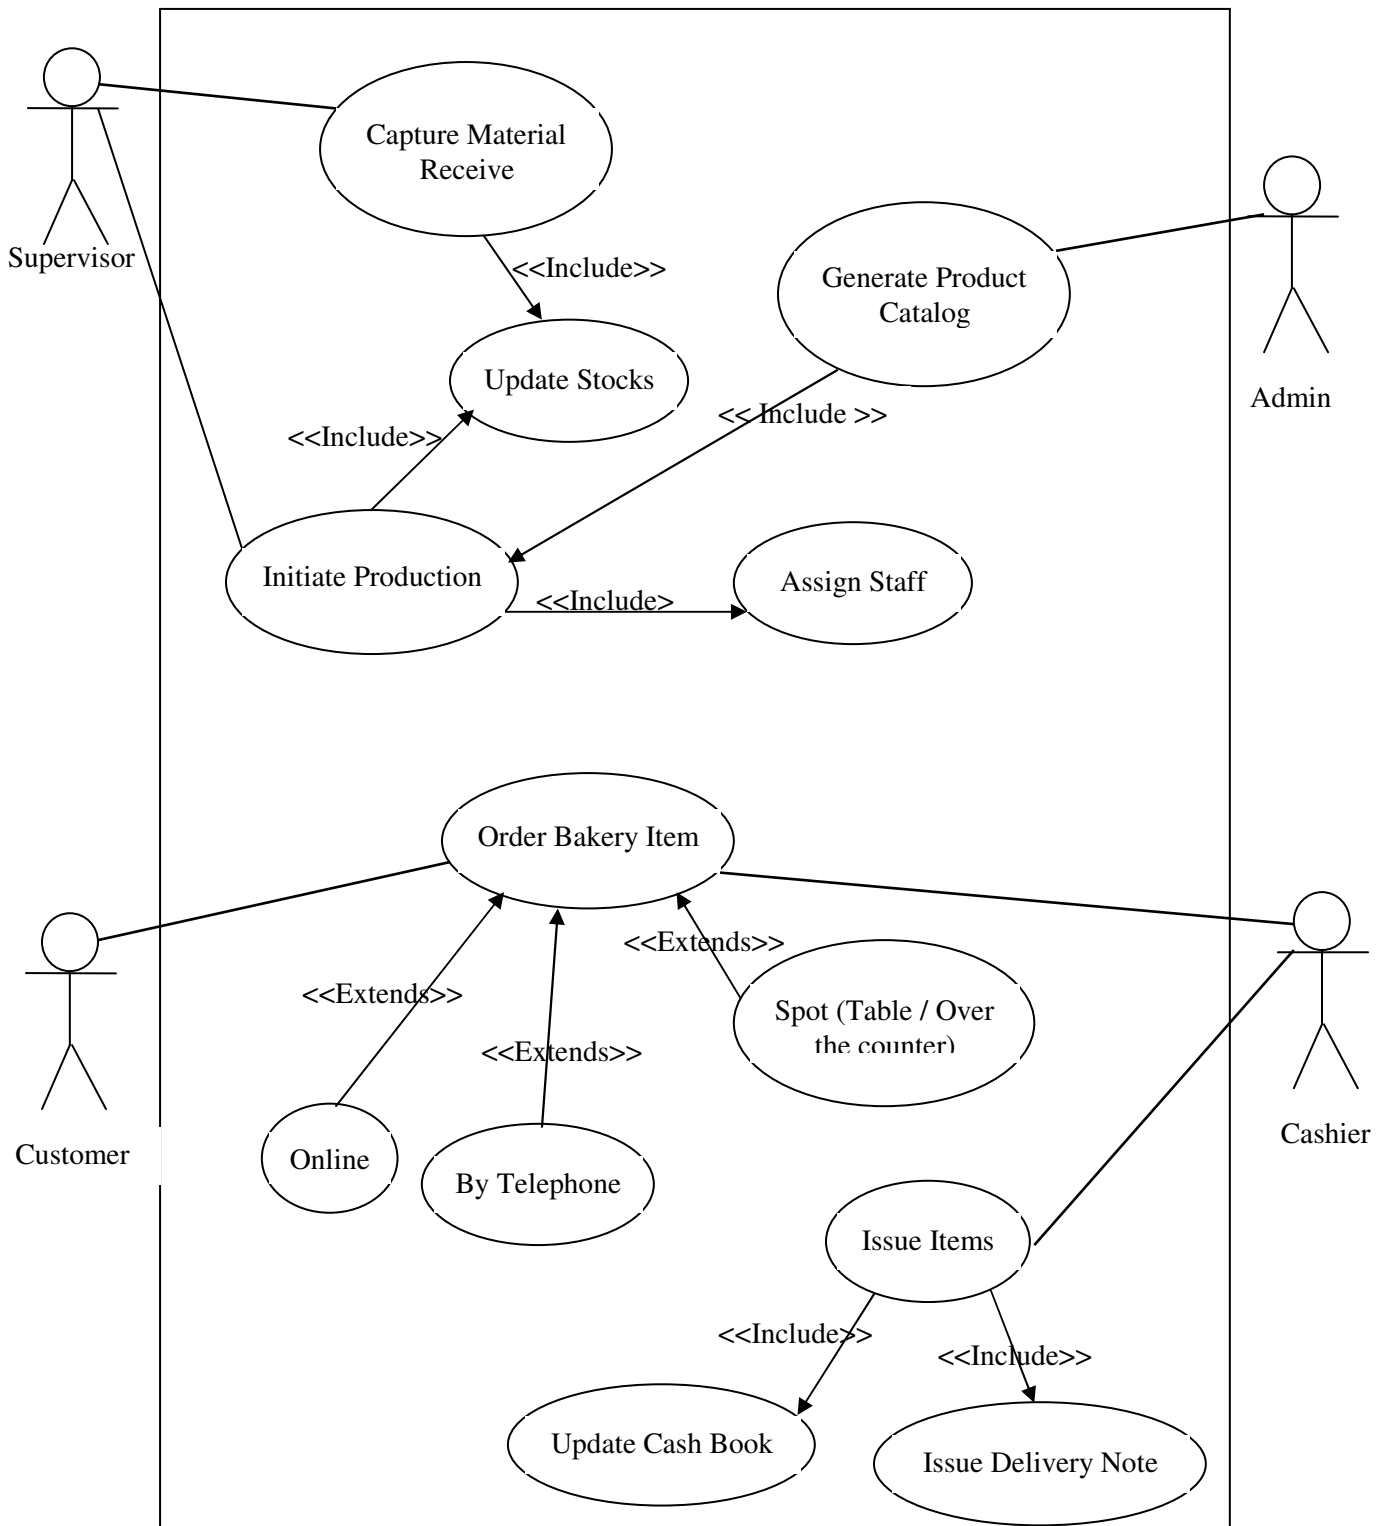 Capture Material
Receive
Supervisor
<<Include>>
Generate Product
Catalog
Update Stocks
Admin
<< Include >>
<<Include>>
Initiate Production
Assign Staff
<<Include>
Order Bakery Item
<<Extends>>
<<Extends>>
Spot (Table / Over
the counter)
<<Extends>>
Customer
Cashier
Online
By Telephone
Issue Items
<<Include>>
<<Include>>
Update Cash Book
Issue Delivery Note